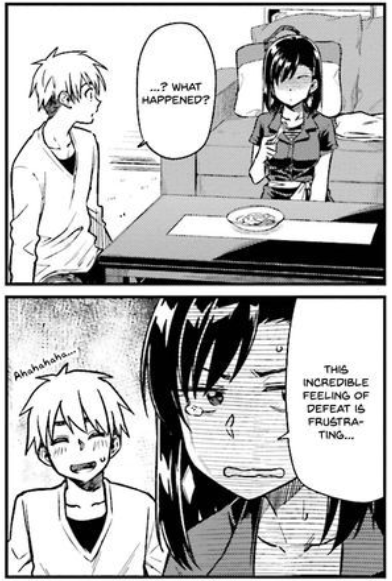 ...? WHAT
HAPPENED?
Ahahahaha...
THIS
INCREDIBLE
FEELING OF
DEFEAT IS
FRUSTRA-
TING...